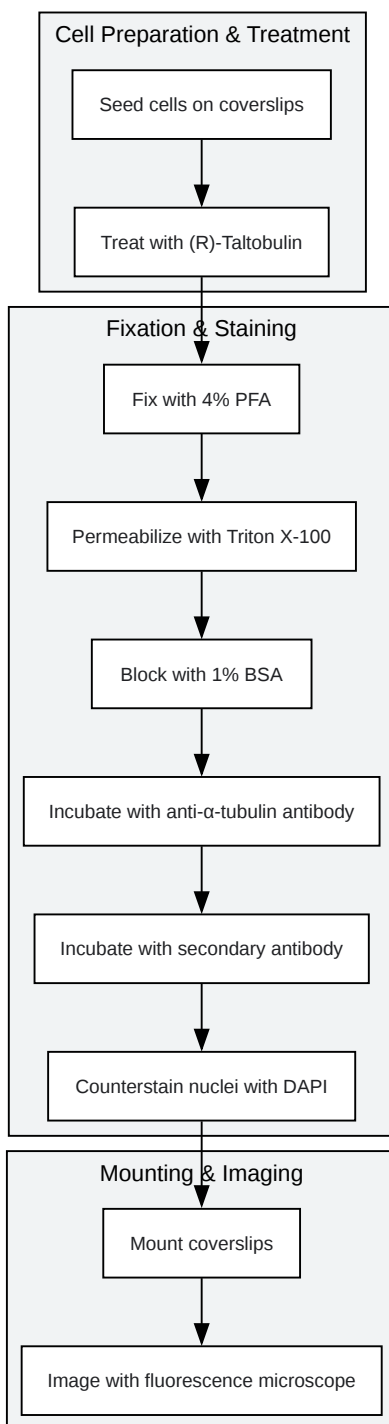 Cell Preparation & Treatment
Seed cells on coverslips
Treat with (R)-Taltobulin
Fixation & Staining
Fix with 4% PFA
Permeabilize with Triton X-100
Block with 1% BSA
Incubate with anti-α-tubulin antibody
Incubate with secondary antibody
Counterstain nuclei with DAPI
Mounting & Imaging
Mount coverslips
Image with fluorescence microscope